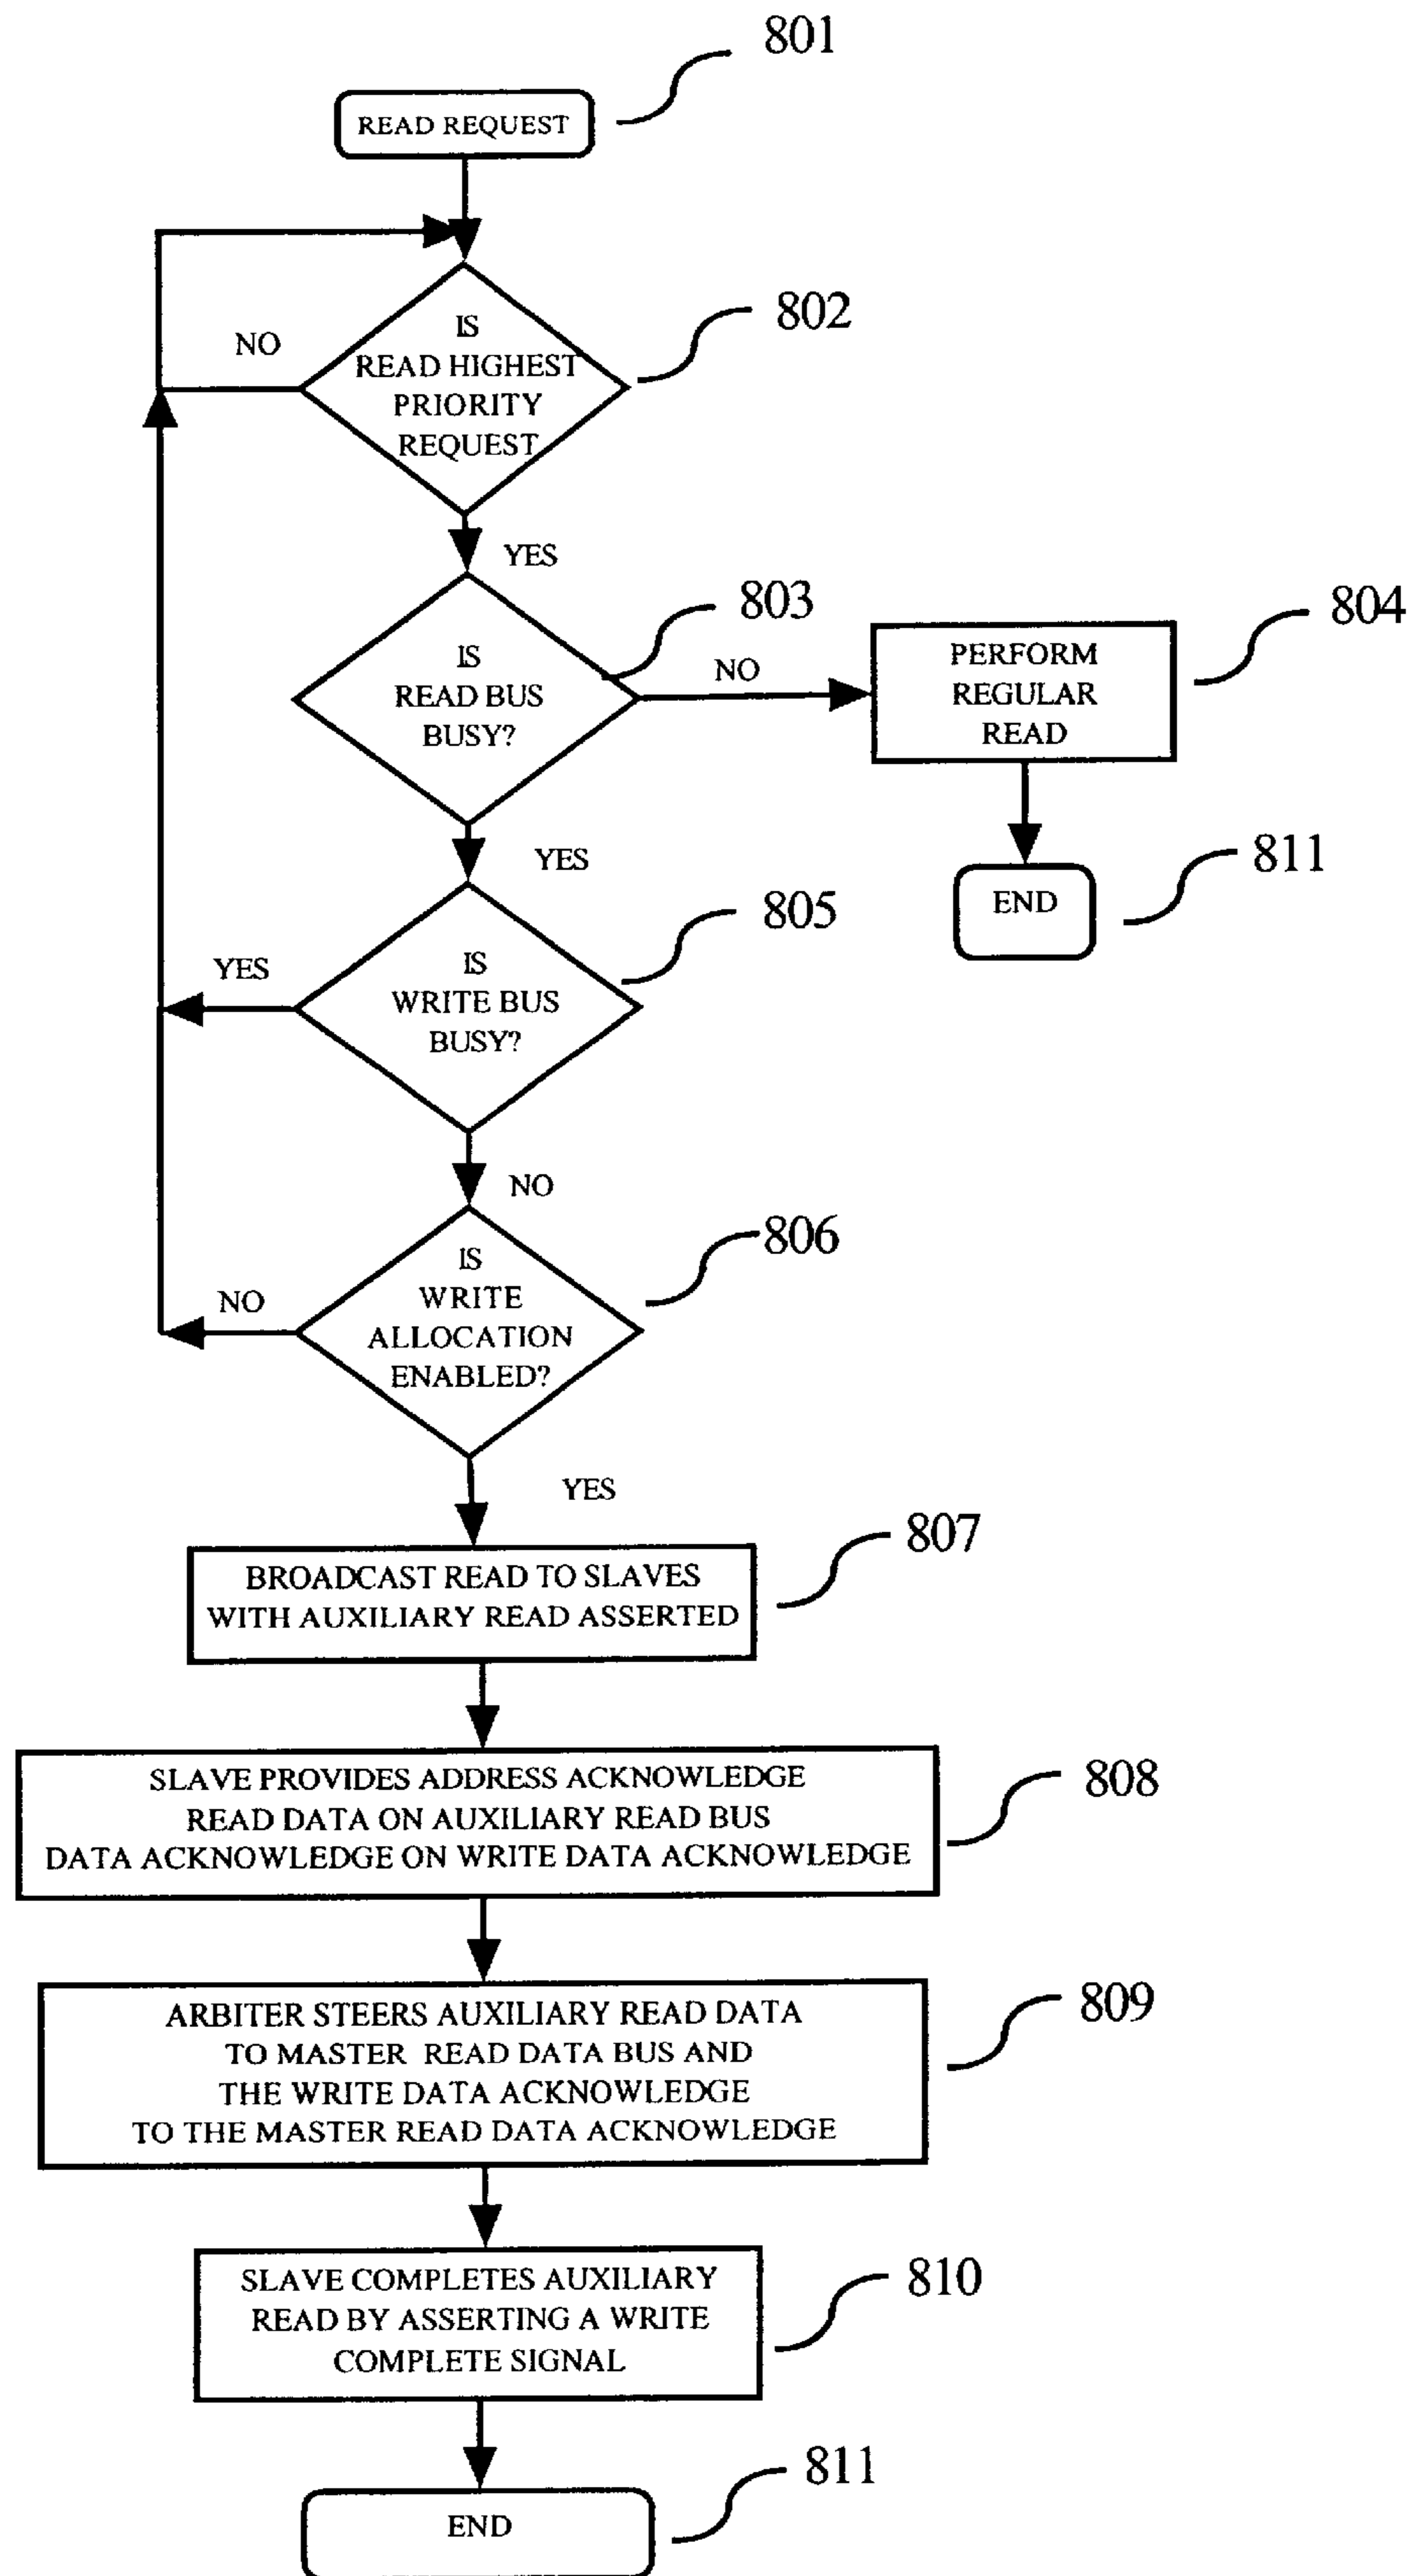 801
READ REQUEST
802
IS
READ HIGHEST
PRIORITY
REQUEST
NO
YES
803
IS
READ BUS
BUSY?
NO
804
PERFORM
REGULAR
READ
YES
811
END
805
IS
WRITE BUS
BUSY?
YES
NO
806
IS
WRITE
ALLOCATION
ENABLED?
NO
YES
807
BROADCAST READ TO SLAVES
WITH AUXILIARY READ ASSERTED
808
SLAVE PROVIDES ADDRESS ACKNOWLEDGE
READ DATA ON AUXILIARY READ BUS
DATA ACKNOWLEDGE ON WRITE DATA ACKNOWLEDGE
809
ARBITER STEERS AUXILIARY READ DATA
TO MASTER READ DATA BUS AND
THE WRITE DATA ACKNOWLEDGE
TO THE MASTER READ DATA ACKNOWLEDGE
810
SLAVE COMPLETES AUXILIARY
READ BY ASSERTING A WRITE
COMPLETE SIGNAL
811
END